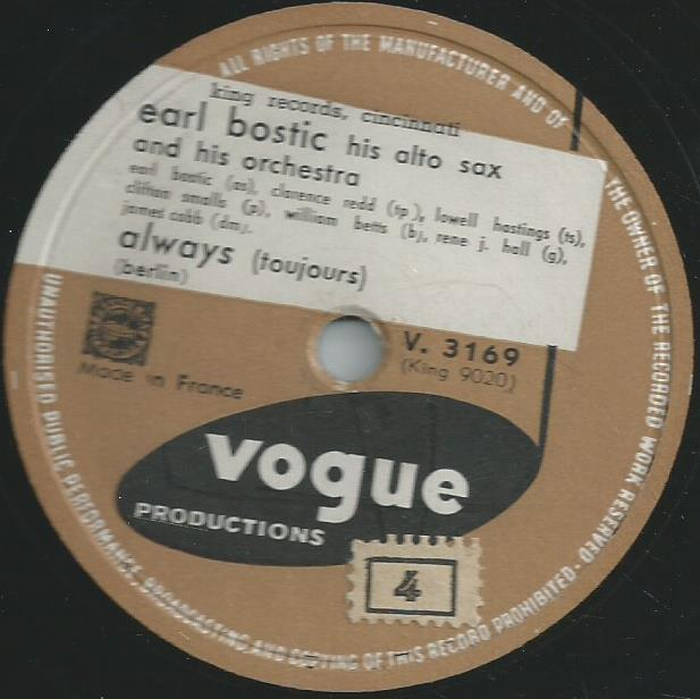 ALL RIGHTS OF THE MANUFACTURER AND OF THE OWNER OF THE RECORDED WORK RESERVED -
king records, cincinnati
earl bostic his alto sax
and his orchestra
earl bostic (as), clarence redd (tp), lowell hastings (ts),
clifton smalls (p), william betts (b), rene j. hall (g),
james cobb (dm).
always (toujours)
(berlin)
V. 3169
(King 9020)
Made in France
vogue
PRODUCTIONS
4
UNAUTHORISED PUBLIC PERFORMANCE, BROADCASTING AND COPYING OF THIS RECORD PROHIBITED -